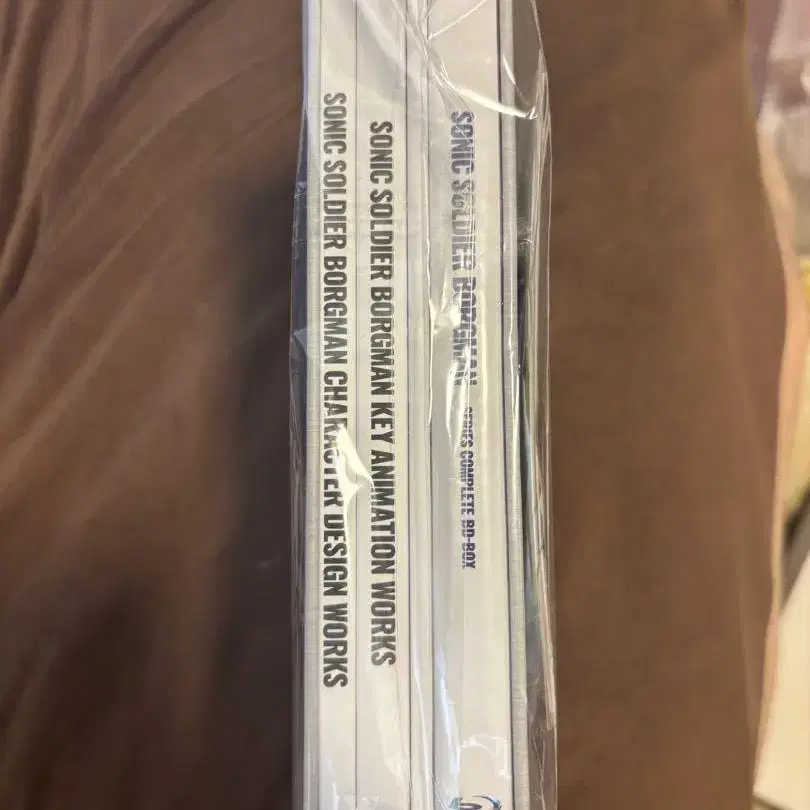 SONIC SOLDIER BORGMAN SERIES COMPLETE BD-BOX
SONIC SOLDIER BORGMAN KEY ANIMATION WORKS
SONIC SOLDIER BORGMAN CHARACTER DESIGN WORKS